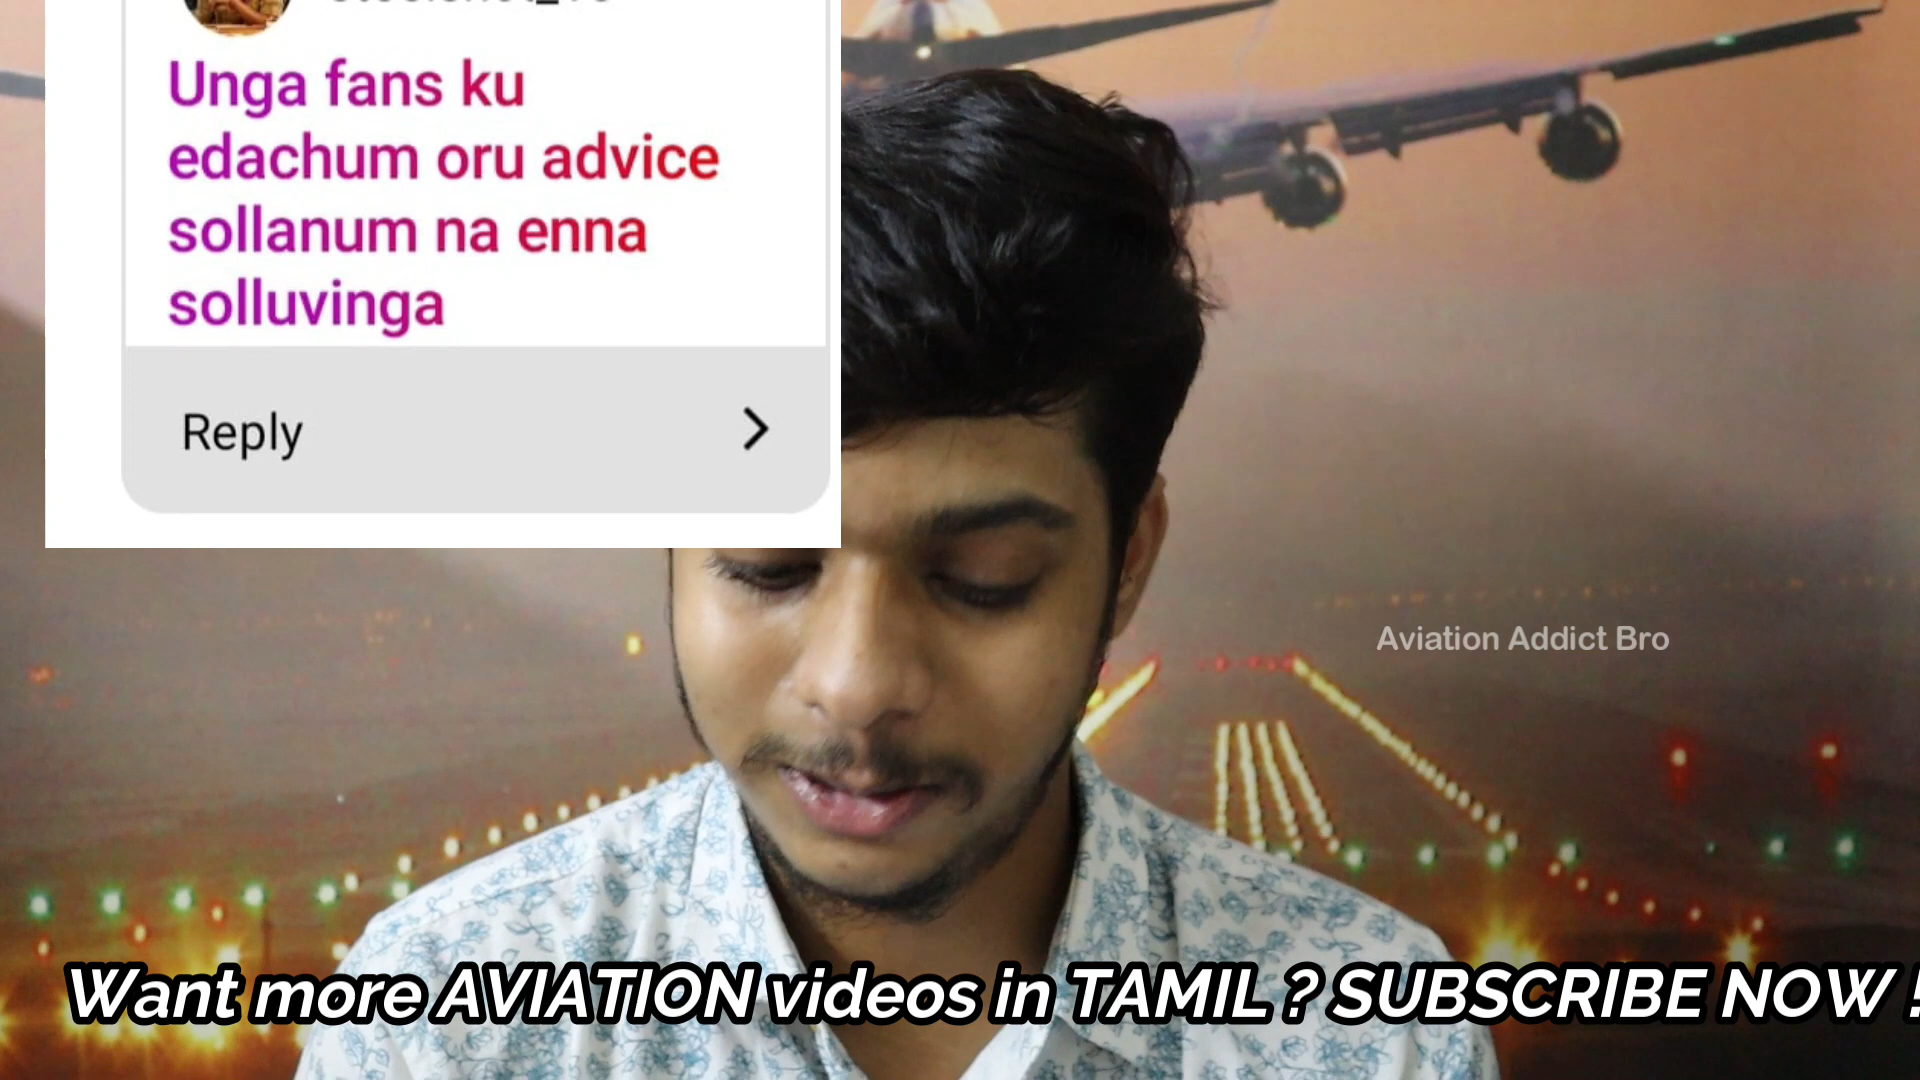 Unga fans ku
edachum oru advice
sollanum na enna
solluvinga
Reply
Aviation Addict Bro
Want more AVIATION videos in TAMIL ? SUBSCRIBE NOW !